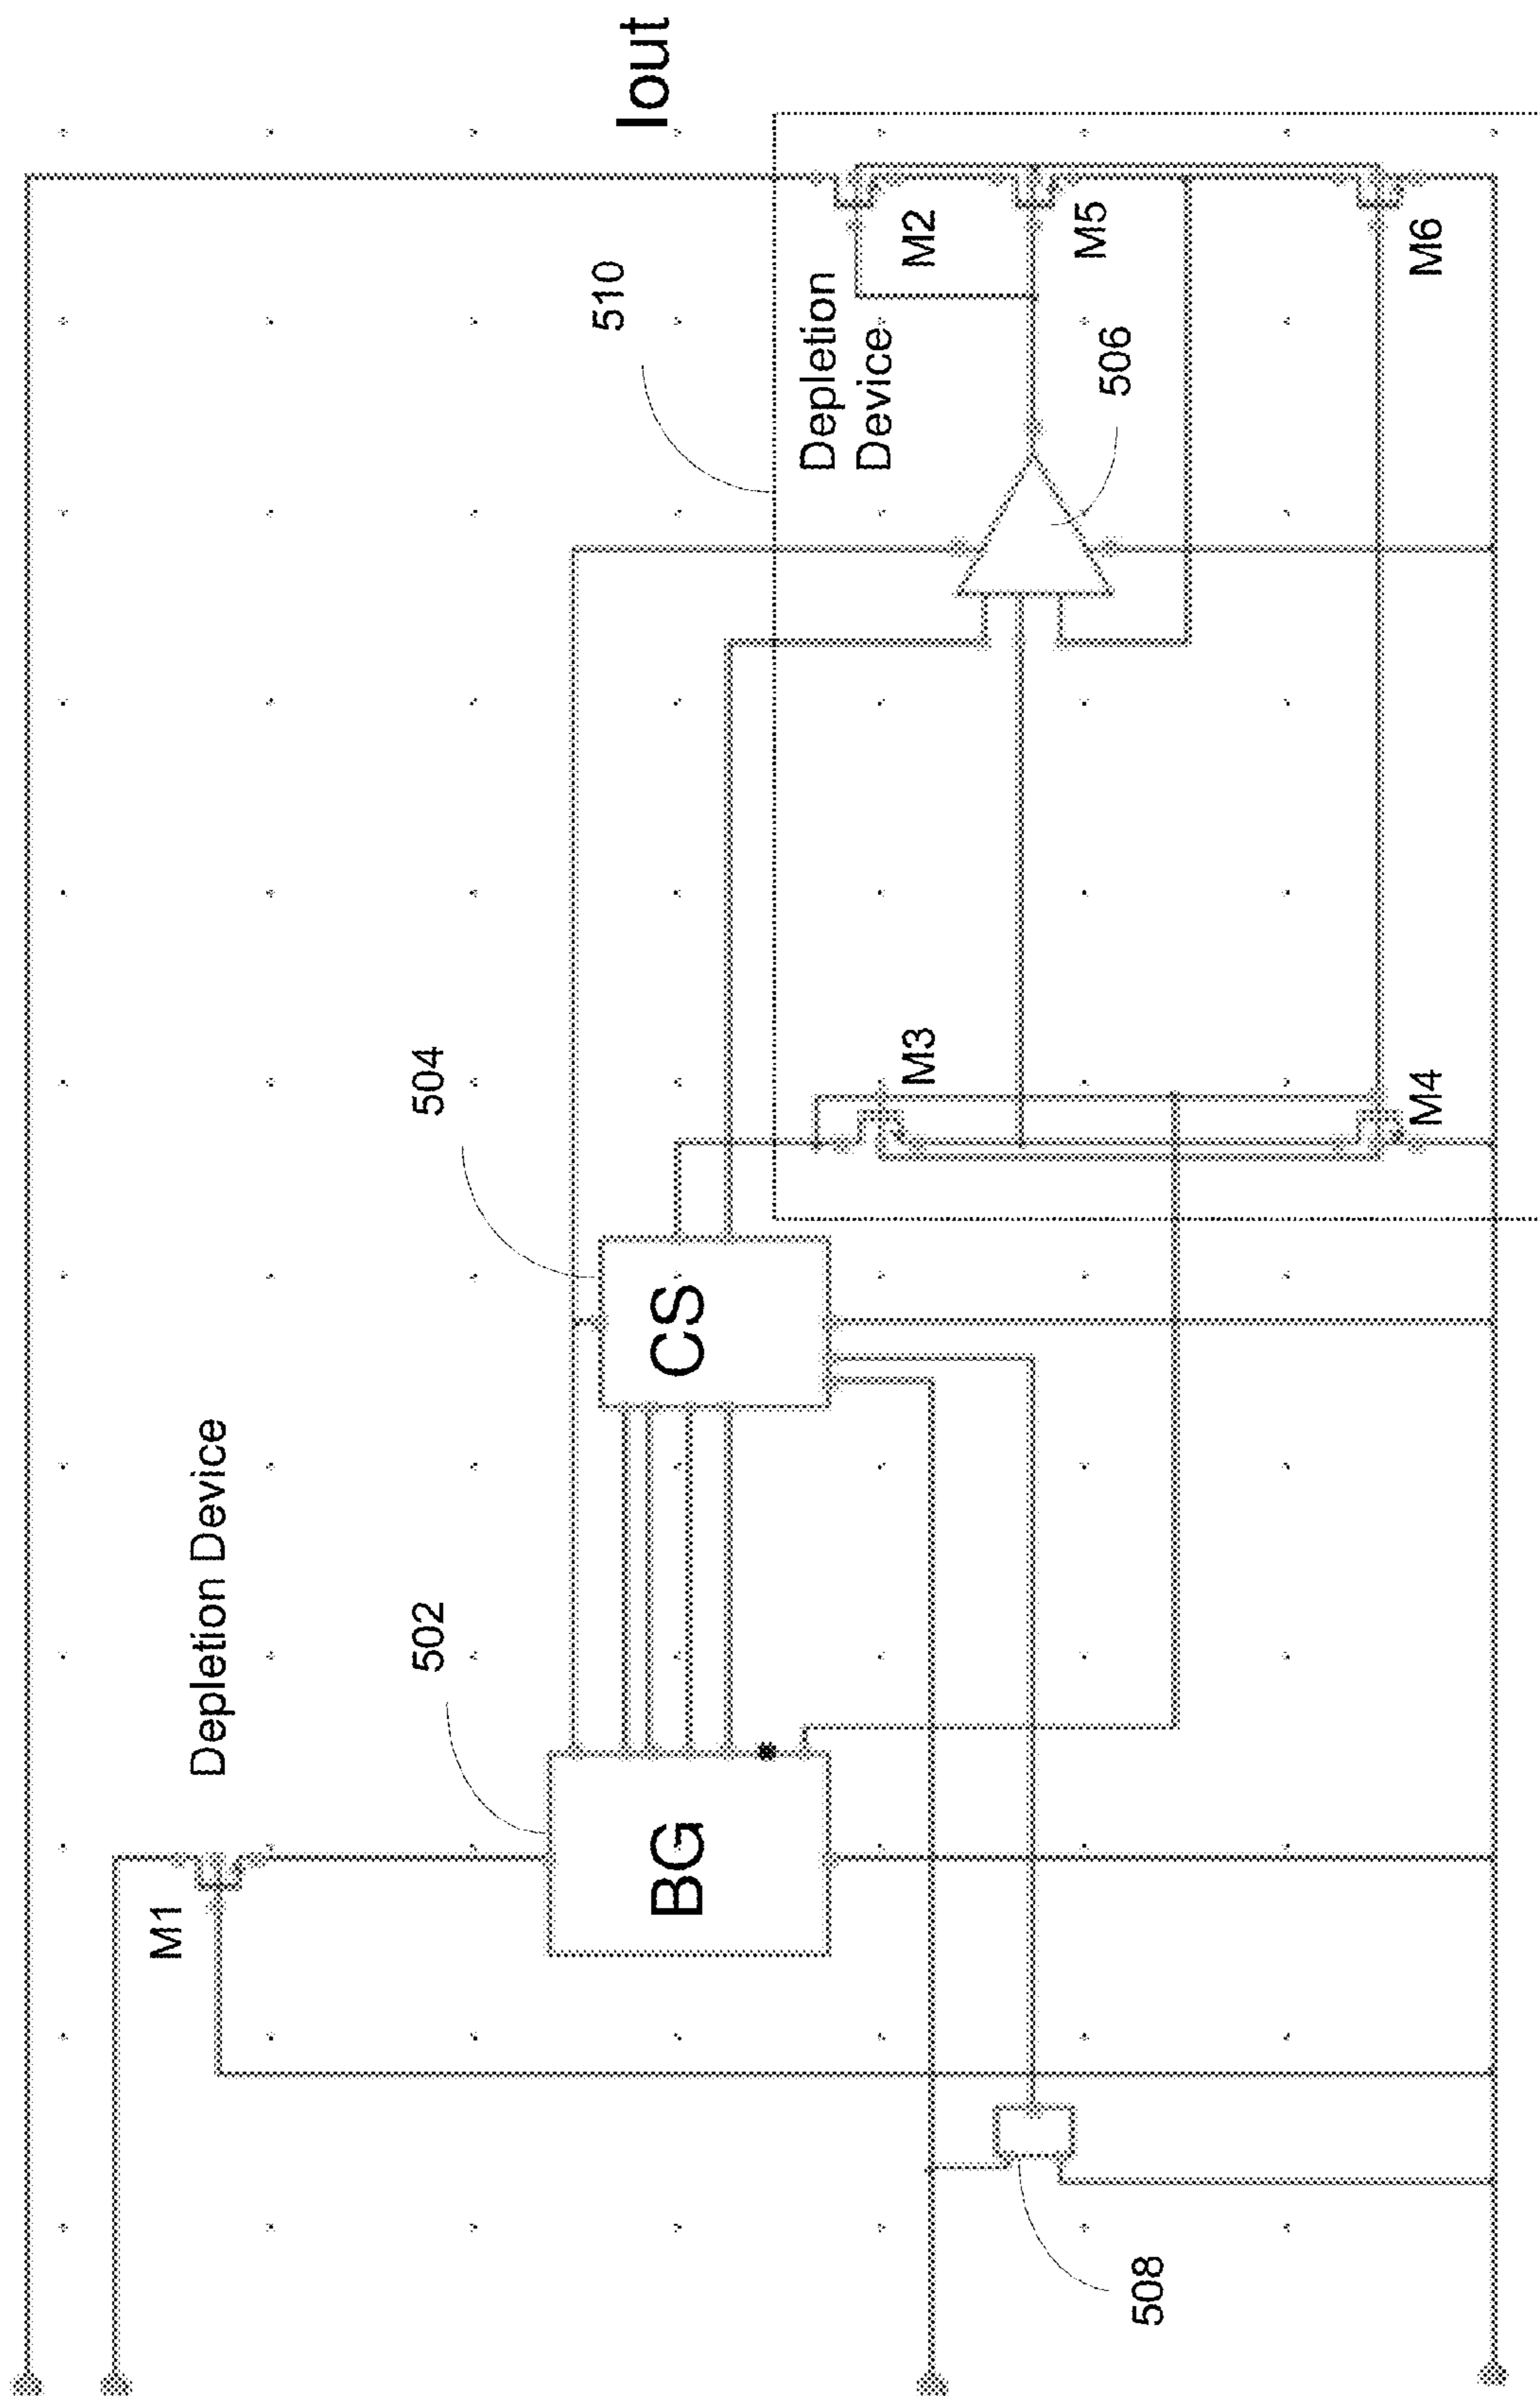 Iout
510
Depletion
Device
M2
M5
506
M6
504
M3
M4
CS
Depletion Device
502
M1
BG
508